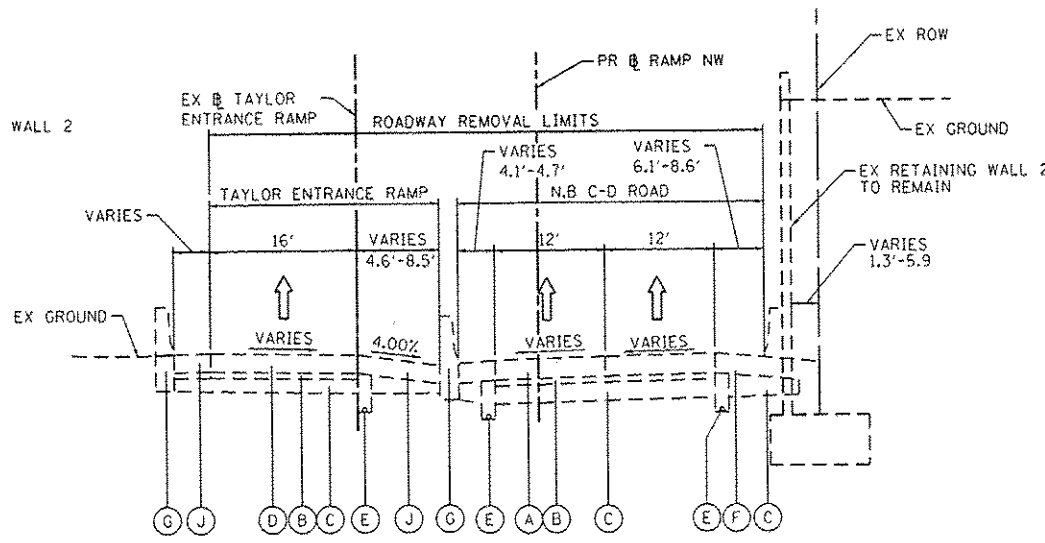 EX ROW
PR ℄ RAMP NW
EX ℄ TAYLOR
ENTRANCE RAMP
WALL 2
ROADWAY REMOVAL LIMITS
EX GROUND
VARIES
4.1'-4.7'
VARIES
6.1'-8.6'
EX RETAINING WALL 2
TO REMAIN
TAYLOR ENTRANCE RAMP
N.B C-D ROAD
VARIES
16'
VARIES
4.6'-8.5'
12'
12'
VARIES
1.3'-5.9
EX GROUND
VARIES
4.00%
VARIES
VARIES
G J D B C E J G E A B C E F C